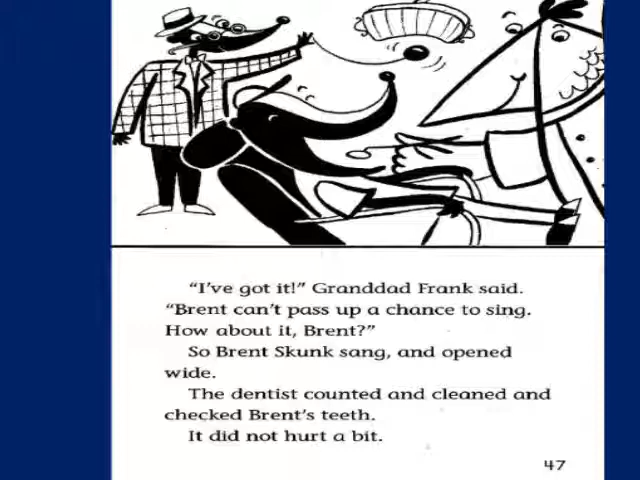 “I’ve got it!” Granddad Frank said.
“Brent can’t pass up a chance to sing.
How about it, Brent?”
So Brent Skunk sang, and opened
wide.
The dentist counted and cleaned and
checked Brent’s teeth.
It did not hurt a bit.
47